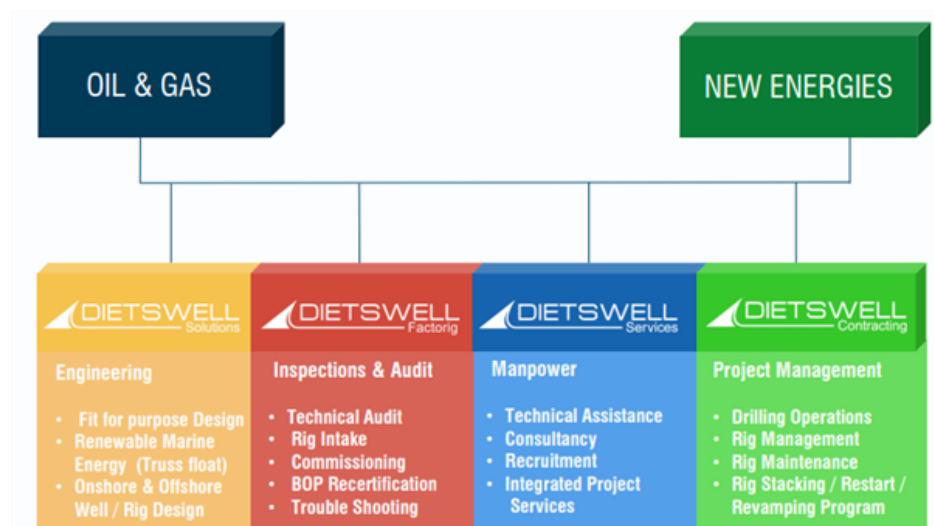 OIL & GAS
NEW ENERGIES
DIETSWELL
Solutions
DIETSWELL
Factorig
DIETSWELL
Services
DIETSWELL
Contracting
Engineering
• Fit for purpose Design
• Renewable Marine
Energy (Truss float)
• Onshore & Offshore
Well / Rig Design
Inspections & Audit
• Technical Audit
• Rig Intake
• Commissioning
• BOP Recertification
• Trouble Shooting
Manpower
• Technical Assistance
• Consultancy
• Recruitment
• Integrated Project
Services
Project Management
• Drilling Operations
• Rig Management
• Rig Maintenance
• Rig Stacking / Restart /
Revamping Program